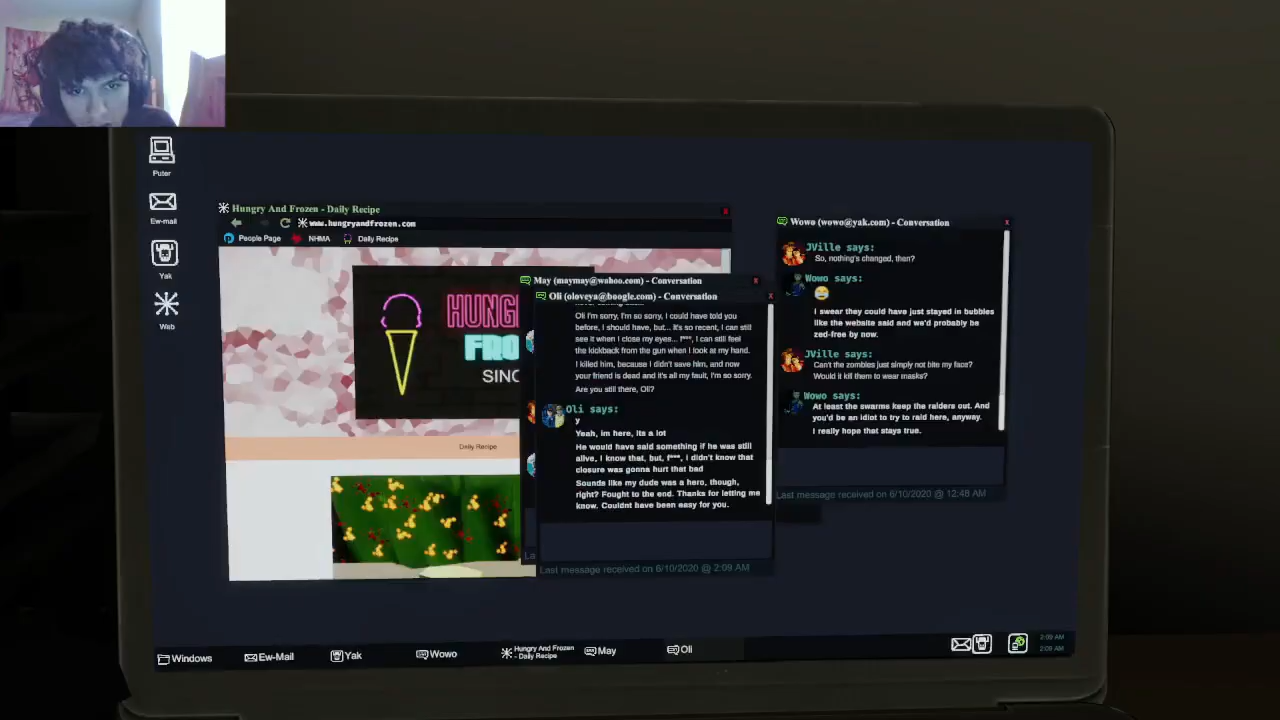 Puter
Ew-mail
Yak
Web
Hungry And Frozen - Daily Recipe
www.hungryandfrozen.com
People Page
NHMA
Daily Recipe
HUNG
FRO
SINC
Daily Recipe
May (maymay@wahoo.com) - Conversation
La
Oli (oloveya@boogle.com) - Conversation
Oli I'm sorry, I'm so sorry, I could have told you
before, I should have, but... It's so recent, I can still
see it when I close my eyes... f***, I can still feel
the kickback from the gun when I look at my hand.
I killed him, because I didn't save him, and now
your friend is dead and it's all my fault, I'm so sorry.
Are you still there, Oli?
Oli says:
y
Yeah, im here, Its a lot
He would have said something if he was still
alive, I know that, but, f***, I didn't know that
closure was gonna hurt that bad
Sounds like my dude was a hero, though,
right? Fought to the end. Thanks for letting me
know. Couldnt have been easy for you.
Last message received on 6/10/2020 @ 2:09 AM
Wowo (wowo@yak.com) - Conversation
JVille says:
So, nothing's changed, then?
Wowo says:
I swear they could have just stayed in bubbles
like the website said and we'd probably be
zed-free by now.
JVille says:
Can't the zombies just simply not bite my face?
Would it kill them to wear masks?
Wowo says:
At least the swarms keep the raiders out. And
you'd be an idiot to try to raid here, anyway.
I really hope that stays true.
Last message received on 6/10/2020 @ 12:48 AM
Windows
Ew-Mail
Yak
Wowo
Hungry And Frozen
- Daily Recipe
May
Oli
2:09 AM
2:09 AM